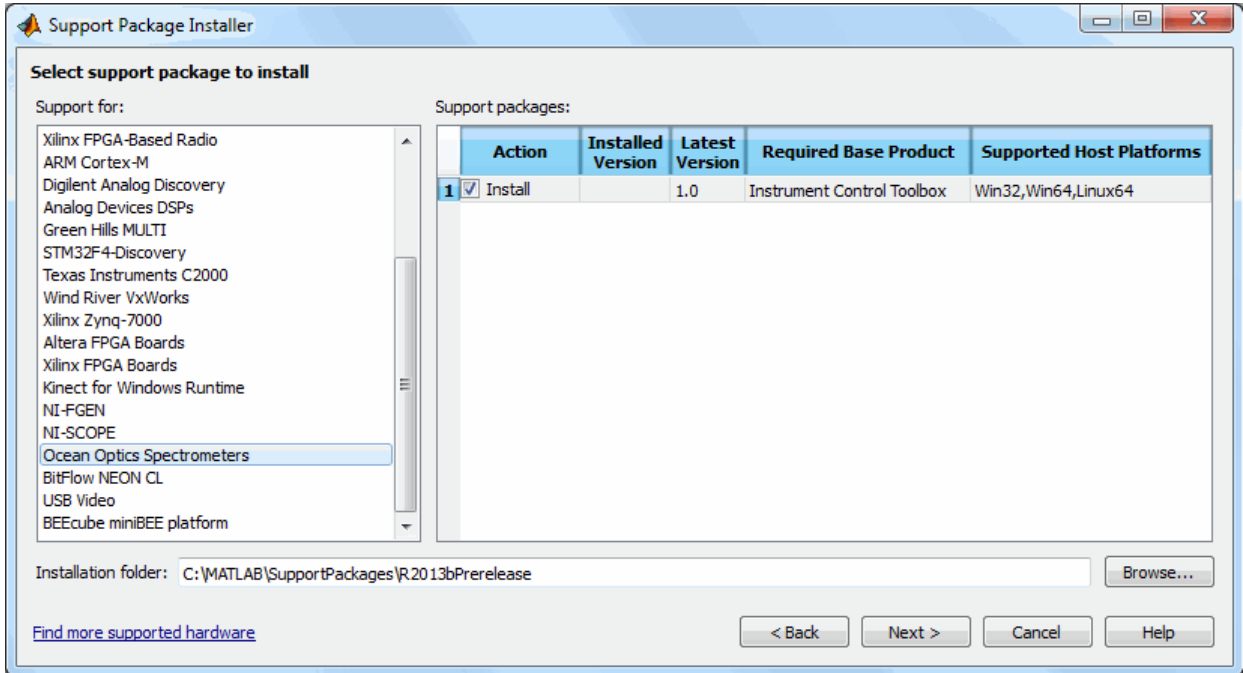 Support Package Installer
Select support package to install
Support for:
Xilinx FPGA-Based Radio
ARM Cortex-M
Digilent Analog Discovery
Analog Devices DSPs
Green Hills MULTI
STM32F4-Discovery
Texas Instruments C2000
Wind River VxWorks
Xilinx Zynq-7000
Altera FPGA Boards
Xilinx FPGA Boards
Kinect for Windows Runtime
NI-FGEN
NI-SCOPE
Ocean Optics Spectrometers
BitFlow NEON CL
USB Video
BEEcube miniBEE platform
Support packages:
Action Installed Version Latest Version Required Base Product Supported Host Platforms
1 Install 1.0 Instrument Control Toolbox Win32,Win64,Linux64
Installation folder: C:\MATLAB\SupportPackages\R2013bPrerelease Browse...
Find more supported hardware < Back Next > Cancel Help